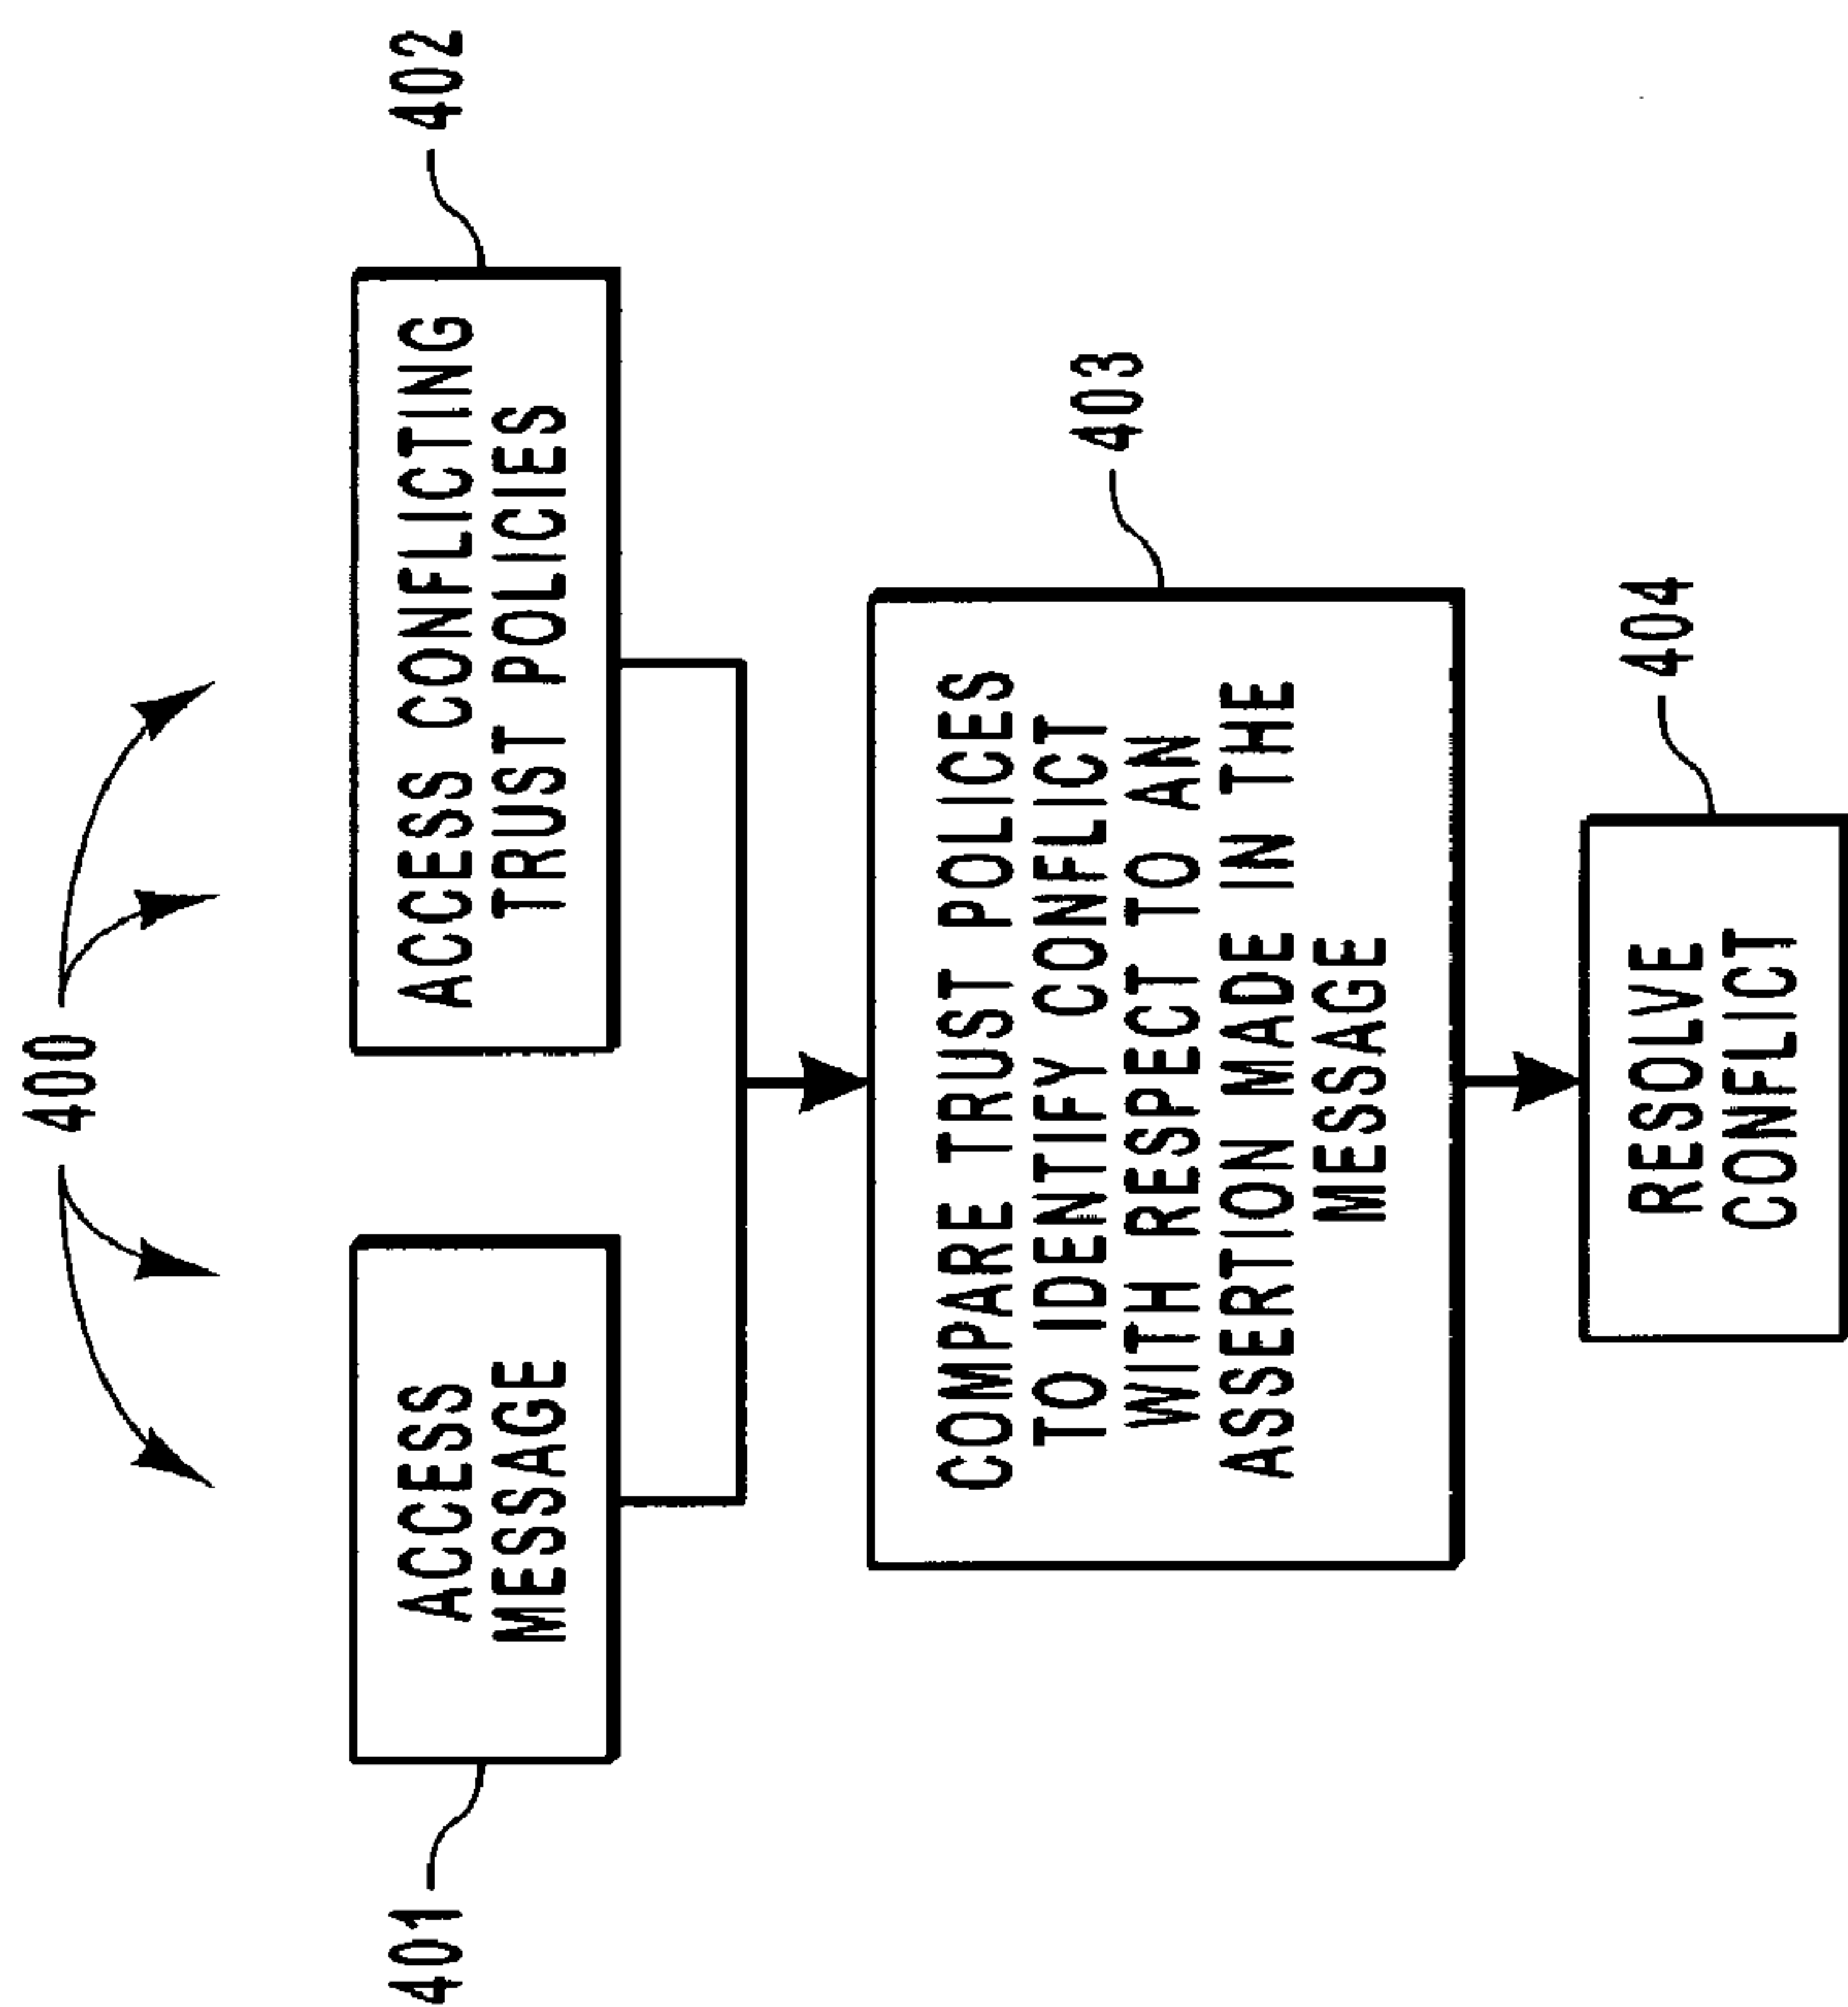 400
401
ACCESS
MESSAGE
ACCESS CONFLICTING
TRUST POLICIES
402
COMPARE TRUST POLICES
TO IDENTIFY CONFLICT
WITH RESPECT TO AN
ASSERTION MADE IN THE
MESSAGE
403
RESOLVE
CONFLICT
404